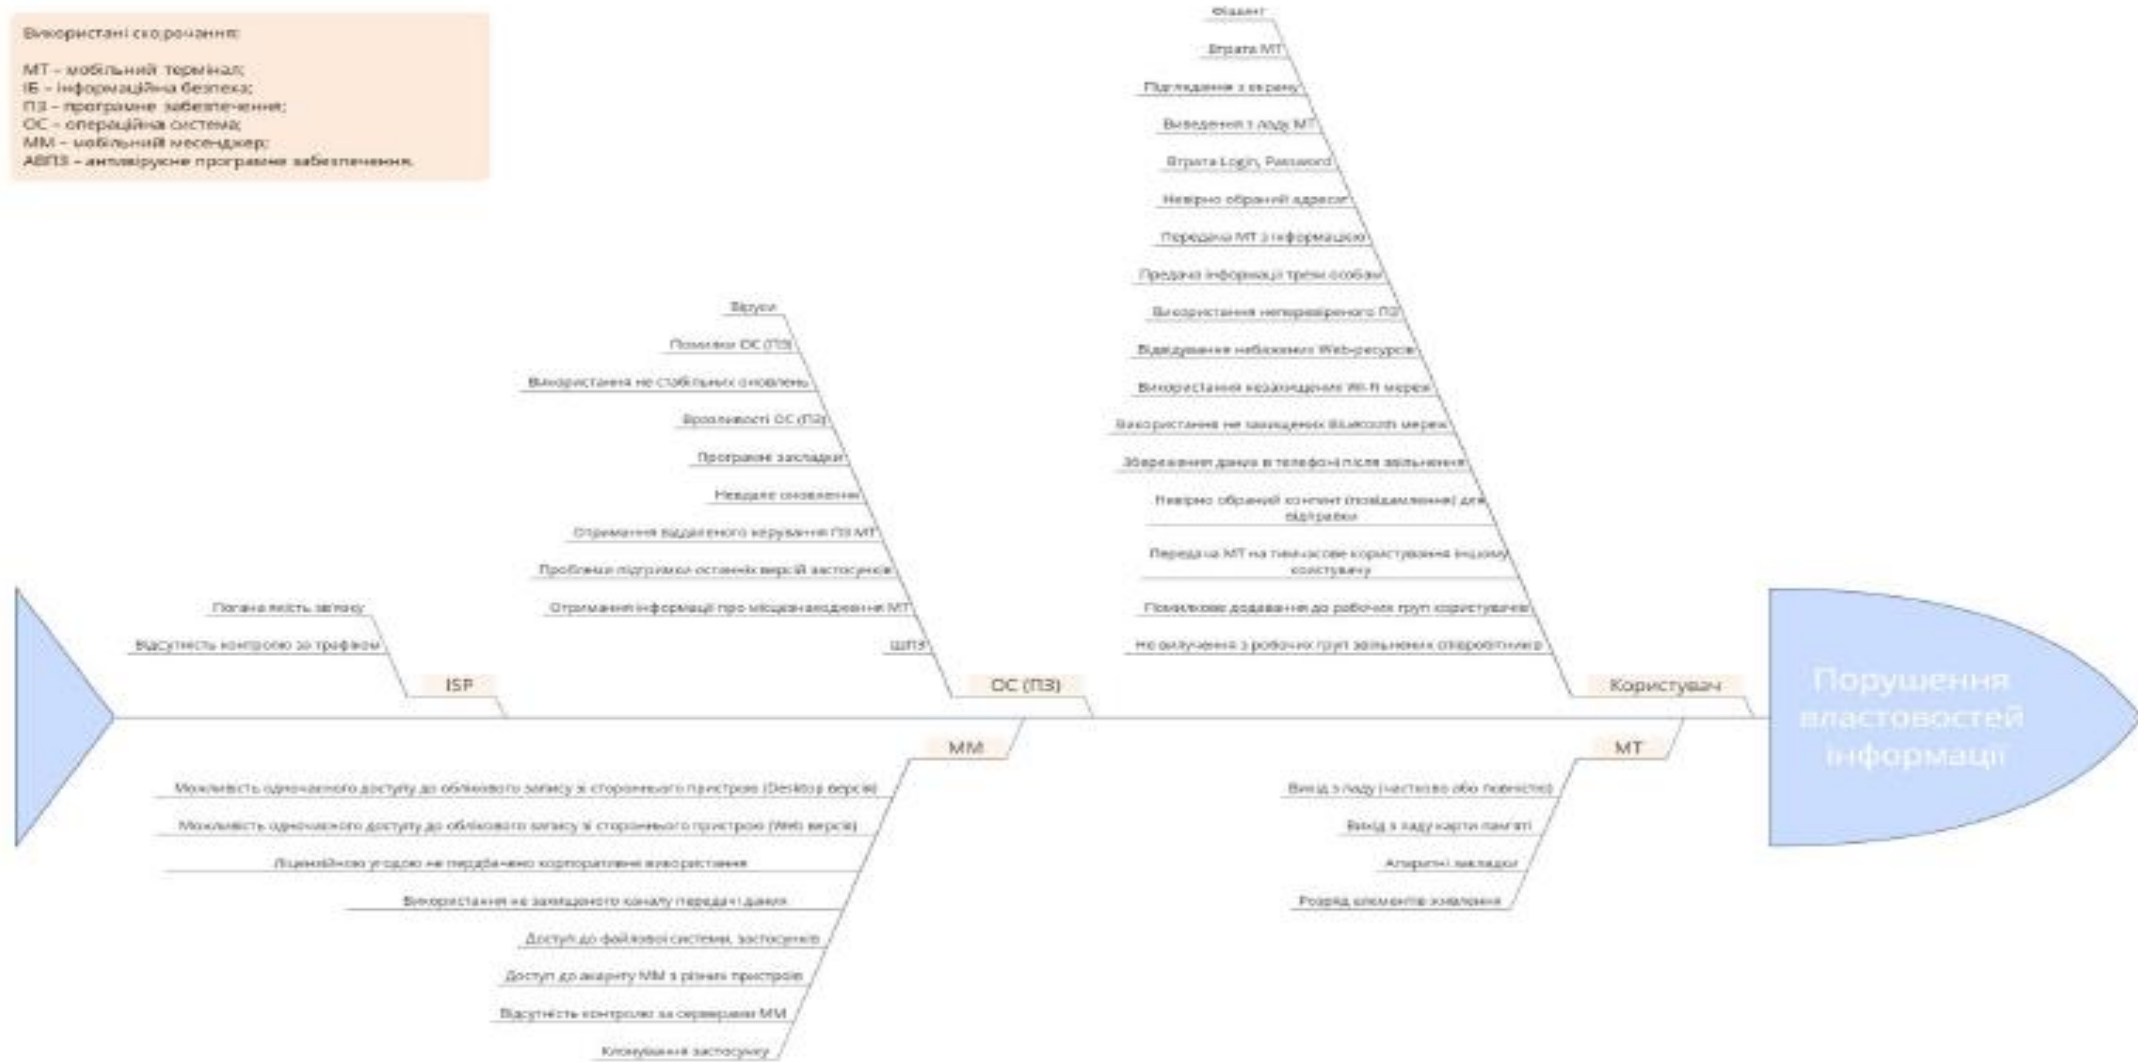 Використані скорочання:
МТ – мобільний термінал;
ІБ – інформаційна безпека;
ПЗ – програмне забезпечення;
ОС – операційна система;
ММ – мобільний месенджер;
АВПЗ – антивірусне програмне забезпечення.
Фішинг
Втрата МТ
Підглядання з екрану
Виведення з ладу МТ
Втрата Login, Password
Невірно обраний адресат
Передача МТ з інформацією
Предача інформації третім особам
Використання неперевіреного ПЗ
Відвідування небажаних Web-ресурсів
Використання незахищених Wi-Fi мереж
Використання не захищених Bluetooth мереж
Збереження даних в телефоні після звільнення
Невірно обраний контент (повідомлення) для
відправки
Передача МТ на тимчасове користування іншому
користувачу
Помилкове додавання до робочих груп користувачів
Не вилучення з робочих груп звільнених співробітників
Користувач
Віруси
Помилки ОС (ПЗ)
Використання не стабільних оновлень
Вразливості ОС (ПЗ)
Програмні закладки
Невдале оновлення
Отримання віддаленого керування ПЗ МТ
Проблеми підтримки останніх версій застосунків
Отримання інформації про місцезнаходження МТ
ШПЗ
ОС (ПЗ)
Погана якість зв'язку
Відсутність контролю за трафіком
ISP
Порушення
властовостей
інформації
ММ
Можливість одночасного доступу до облікового запису зі стороннього пристрою (Desktop версія)
Можливість одночасного доступу до облікового запису зі стороннього пристрою (Web версія)
Ліцензійною угодою не пердбачено корпоративне використання
Використання не захищеного каналу передачі даних
Доступ до файлової системи, застосунків
Доступ до акаунту ММ з різних пристроїв
Відсутність контролю за серверами ММ
Клонування застосунку
МТ
Вихід з ладу (частково або повністю)
Вихід з ладу карти пам'яті
Апаратні закладки
Розряд елементів живлення